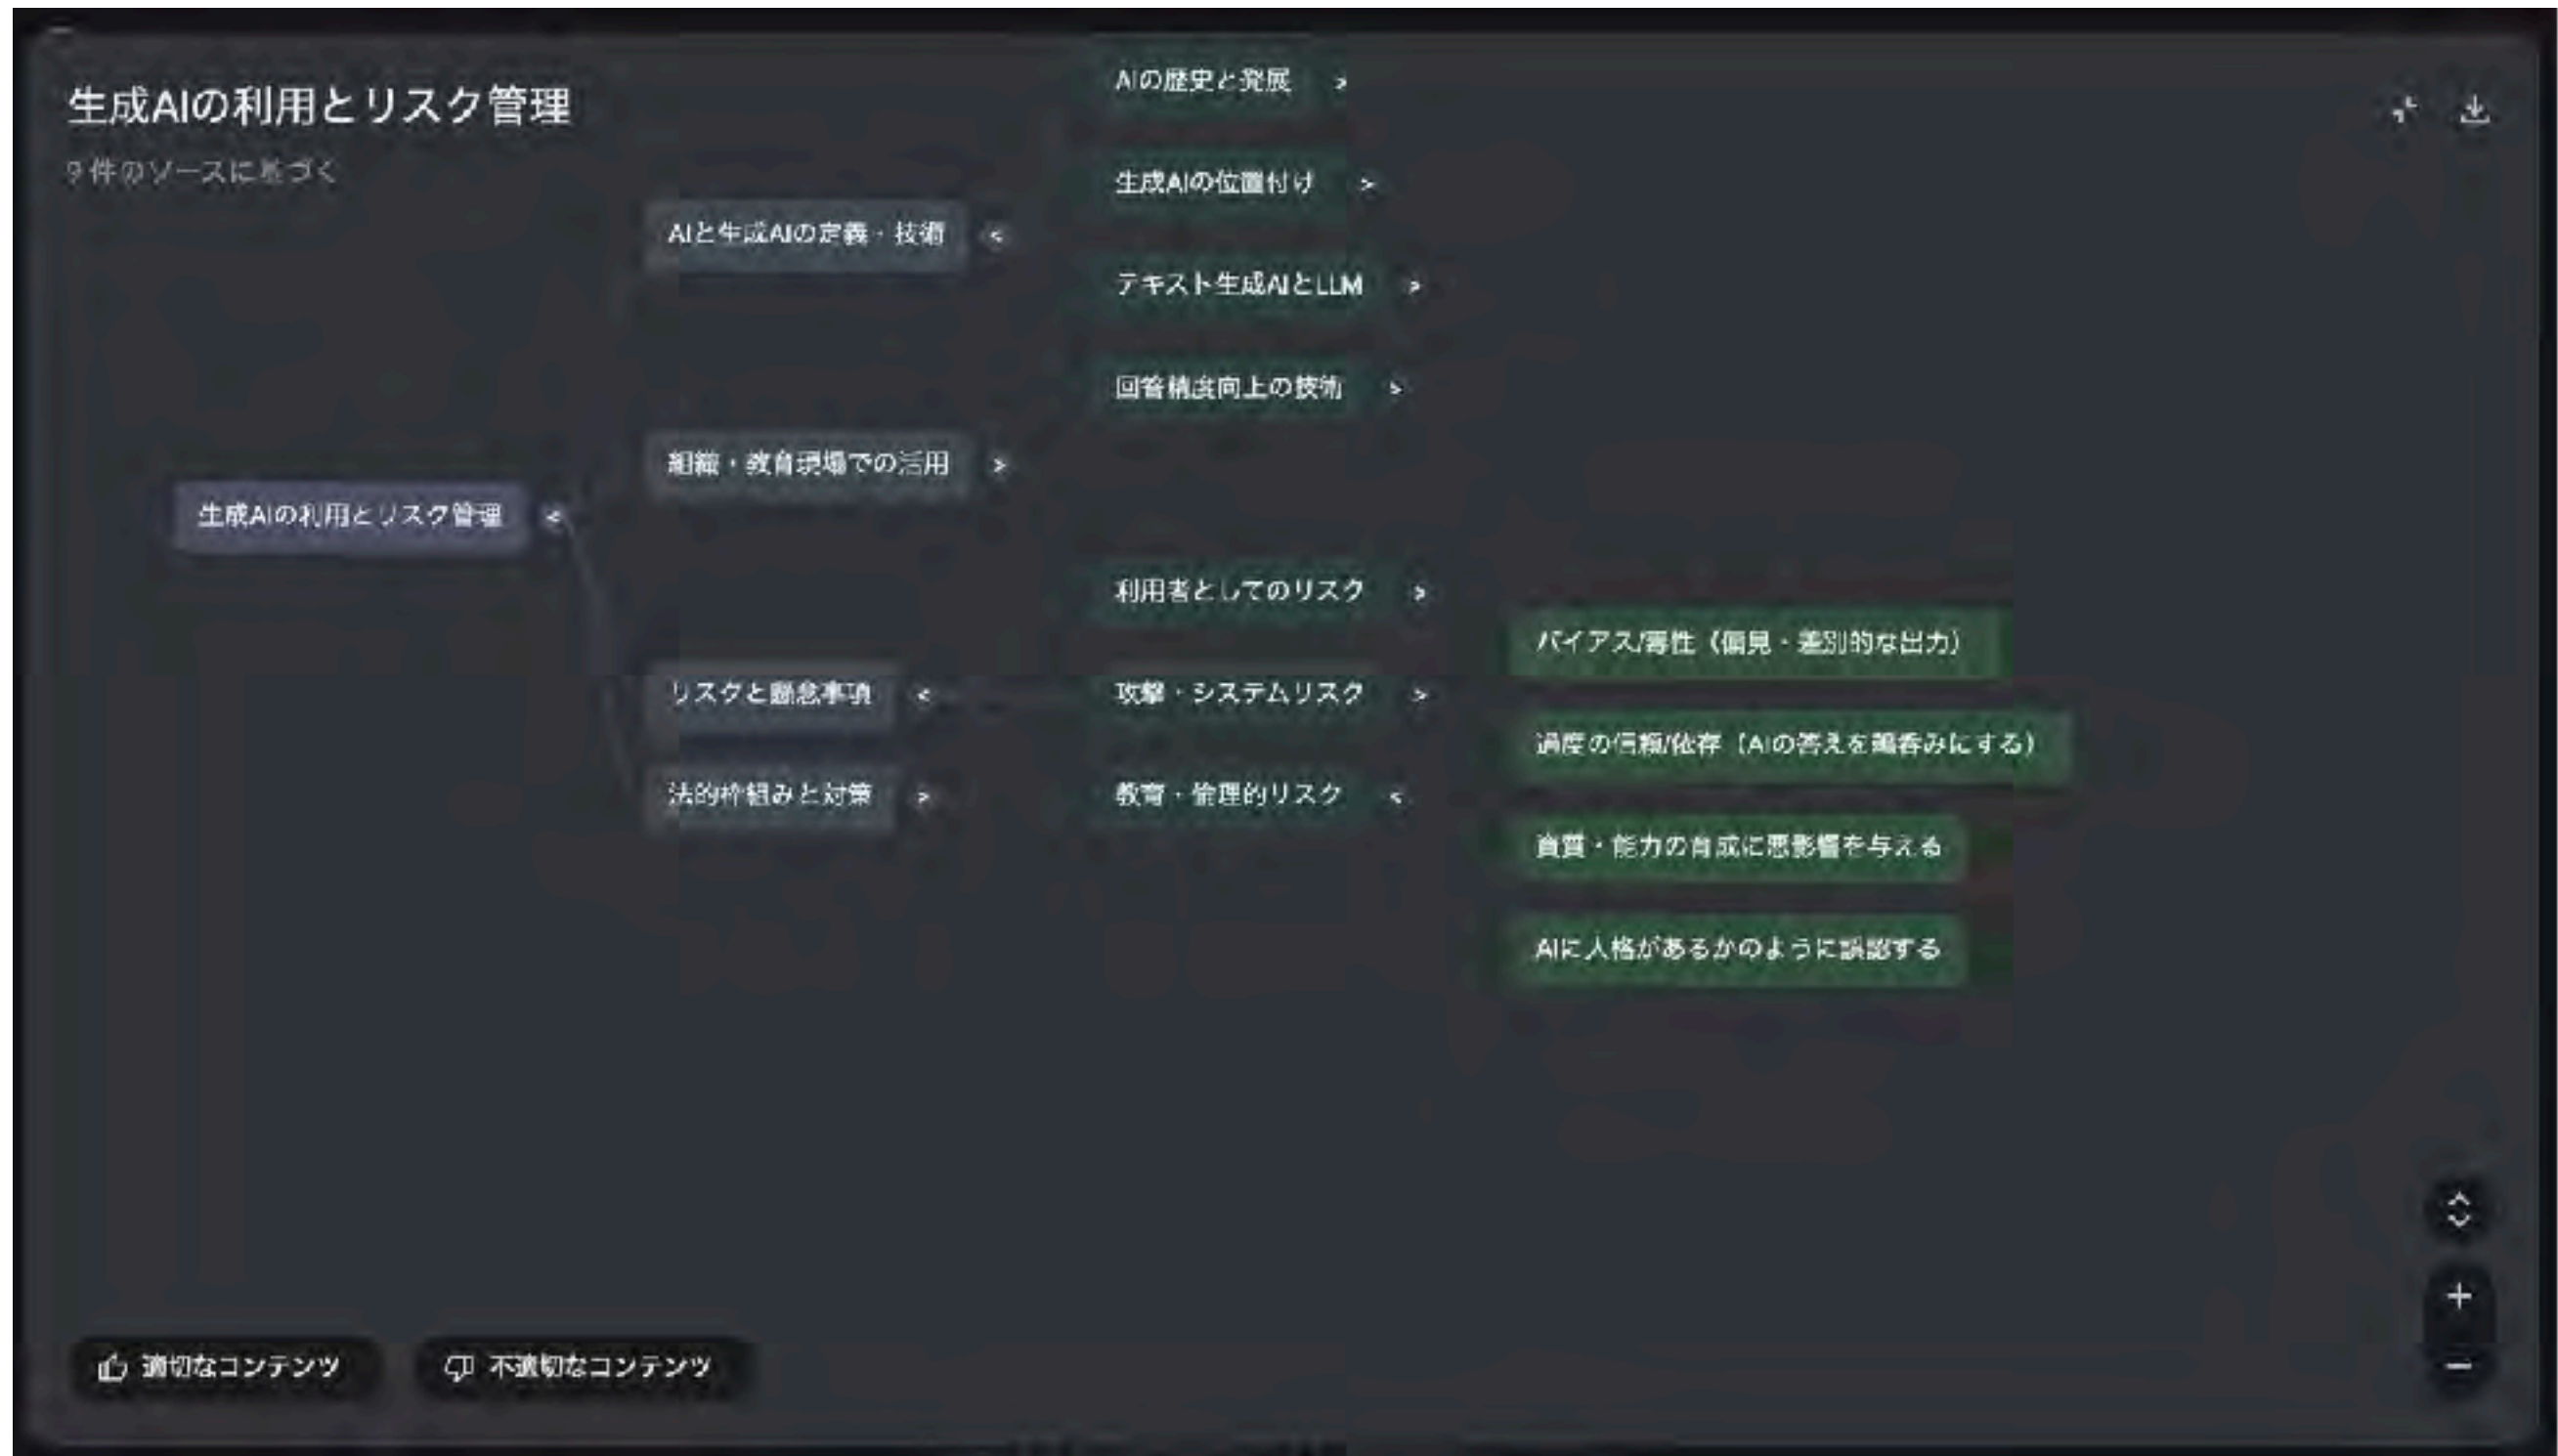 生成AIの利用とリスク管理
9 件のソースに基づく
生成AIの利用とリスク管理
AIと生成AIの定義・技術
AIの歴史と発展
生成AIの位置付け
テキスト生成AIとLLM
回答精度向上の技術
組織・教育現場での活用
リスクと懸念事項
利用者としてのリスク
攻撃・システムリスク
教育・倫理的リスク
バイアス/毒性（偏見・差別的な出力）
過度の信頼/依存（AIの答えを鵜呑みにする）
資質・能力の育成に悪影響を与える
AIに人格があるかのように誤認する
法的枠組みと対策
適切なコンテンツ
不適切なコンテンツ